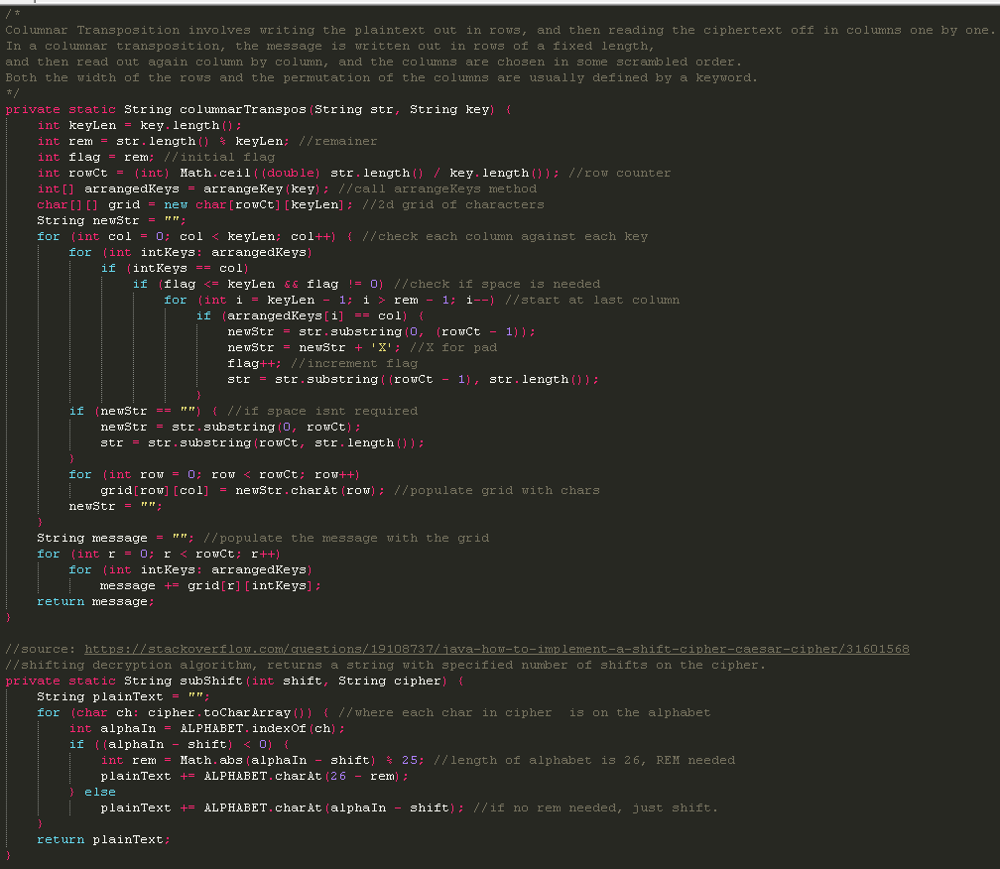 /*
Columnar Transposition involves writing the plaintext out in rows, and then reading the ciphertext off in columns one by one.
In a columnar transposition, the message is written out in rows of a fixed length,
and then read out again column by column, and the columns are chosen in some scrambled order.
Both the width of the rows and the permutation of the columns are usually defined by a keyword.
*/
private static String columnarTranspos(String str, String key) {
    int keyLen = key.length();
    int rem = str.length() % keyLen; //remainer
    int flag = rem; //initial flag
    int rowCt = (int) Math.ceil((double) str.length() / key.length()); //row counter
    int[] arrangedKeys = arrangeKey(key); //call arrangeKeys method
    char[][] grid = new char[rowCt][keyLen]; //2d grid of characters
    String newStr = "";
    for (int col = 0; col < keyLen; col++) { //check each column against each key
        for (int intKeys: arrangedKeys)
            if (intKeys == col)
                if (flag <= keyLen && flag != 0) //check if space is needed
                    for (int i = keyLen - 1; i > rem - 1; i--) //start at last column
                        if (arrangedKeys[i] == col) {
                            newStr = str.substring(0, (rowCt - 1));
                            newStr = newStr + 'X'; //X for pad
                            flag++; //increment flag
                            str = str.substring((rowCt - 1), str.length());
                        }
        if (newStr == "") { //if space isnt required
            newStr = str.substring(0, rowCt);
            str = str.substring(rowCt, str.length());
        }
        for (int row = 0; row < rowCt; row++)
            grid[row][col] = newStr.charAt(row); //populate grid with chars
        newStr = "";
    }
    String message = ""; //populate the message with the grid
    for (int r = 0; r < rowCt; r++)
        for (int intKeys: arrangedKeys)
            message += grid[r][intKeys];
    return message;
}

//source: https://stackoverflow.com/questions/19108737/java-how-to-implement-a-shift-cipher-caesar-cipher/31601568
//shifting decryption algorithm, returns a string with specified number of shifts on the cipher.
private static String subShift(int shift, String cipher) {
    String plainText = "";
    for (char ch: cipher.toCharArray()) { //where each char in cipher  is on the alphabet
        int alphaIn = ALPHABET.indexOf(ch);
        if ((alphaIn - shift) < 0) {
            int rem = Math.abs(alphaIn - shift) % 25; //length of alphabet is 26, REM needed
            plainText += ALPHABET.charAt(26 - rem);
        } else
            plainText += ALPHABET.charAt(alphaIn - shift); //if no rem needed, just shift.
    }
    return plainText;
}